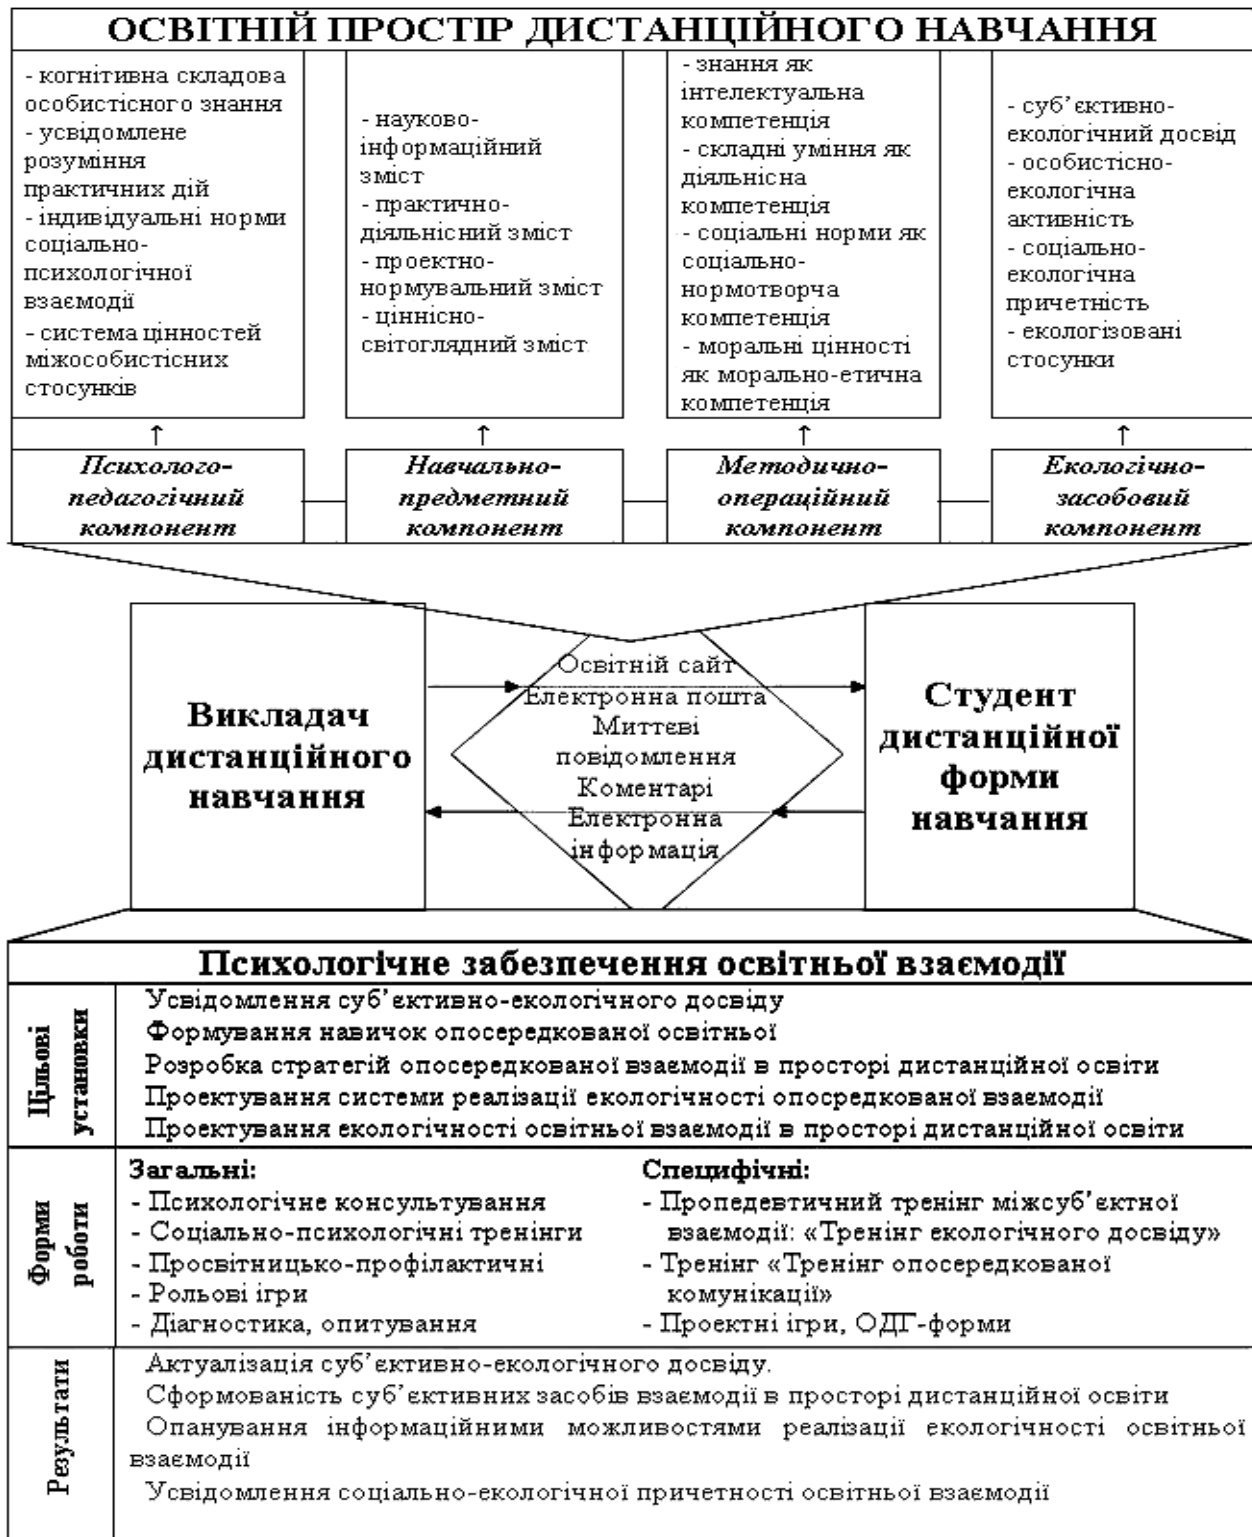 ОСВІТНІЙ ПРОСТІР ДИСТАНЦІЙНОГО НАВЧАННЯ
- когнітивна складова
особистісного знання
- усвідомлене
розуміння
практичних дій
- індивідуальні норми
соціально-
психологічної
взаємодії
- система цінностей
міжособистісних
стосунків
- науково-
інформаційний
зміст
- практично-
діяльнісний зміст
- проектно-
нормувальний зміст
- ціннісно-
світоглядний зміст
- знання як
інтелектуальна
компетенція
- складні уміння як
діяльнісна
компетенція
- соціальні норми як
соціально-
нормотворча
компетенція
- моральні цінності
як морально-етична
компетенція
- суб’єктивно-
екологічний досвід
- особистісно-
екологічна
активність
- соціально-
екологічна
причетність
- екологізовані
стосунки
↑ ↑ ↑ ↑
Психолого-
педагогічний
компонент
Навчально-
предметний
компонент
Методично-
операційний
компонент
Екологічно-
засобовий
компонент
Викладач
дистанційного
навчання
Освітній сайт
Електронна пошта
Миттєві
повідомлення
Коментарі
Електронна
інформація
Студент
дистанційної
форми
навчання
Психологічне забезпечення освітньої взаємодії
Цільові
установки
Усвідомлення суб’єктивно-екологічного досвіду
Формування навичок опосередкованої освітньої
Розробка стратегій опосередкованої взаємодії в просторі дистанційної освіти
Проектування системи реалізації екологічності опосредкованої взаємодії
Проектування екологічності освітньої взаємодії в просторі дистанційної освіти
Форми
роботи
Загальні:
- Психологічне консультування
- Соціально-психологічні тренінги
- Просвітницько-профілактичні
- Рольові ігри
- Діагностика, опитування
Специфічні:
- Пропедевтичний тренінг міжсуб’єктної
взаємодії: «Тренінг екологічного досвіду»
- Тренінг «Тренінг опосередкованої
комунікації»
- Проектні ігри, ОДГ-форми
Результати
Актуалізація суб’єктивно-екологічного досвіду.
Сформованість суб’єктивних засобів взаємодії в просторі дистанційної освіти
Опанування інформаційними можливостями реалізації екологічності освітньої
взаємодії
Усвідомлення соціально-екологічної причетності освітньої взаємодії